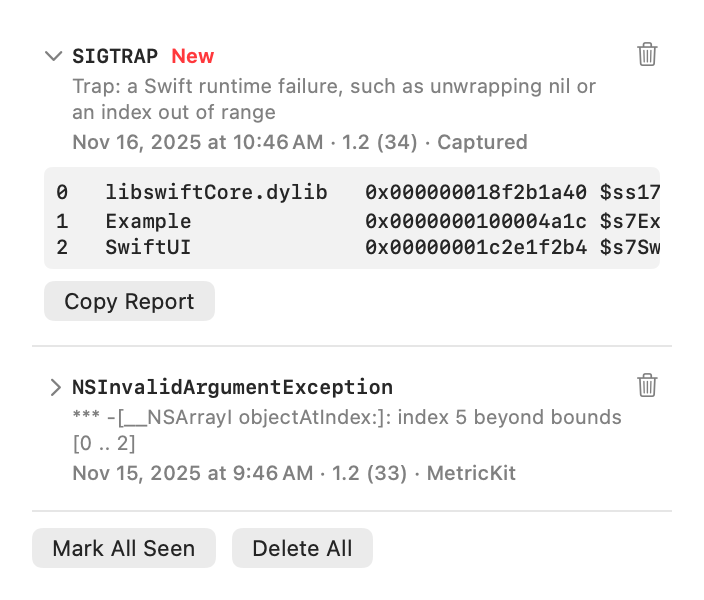 SIGTRAP New
Trap: a Swift runtime failure, such as unwrapping nil or
an index out of range
Nov 16, 2025 at 10:46 AM · 1.2 (34) · Captured
0 libswiftCore.dylib 0x000000018f2b1a40 $ss17
1 Example 0x0000000100004a1c $s7Ex
2 SwiftUI 0x00000001c2e1f2b4 $s7Sw
Copy Report
NSInvalidArgumentException
*** -[__NSArrayI objectAtIndex:]: index 5 beyond bounds
[0 .. 2]
Nov 15, 2025 at 9:46 AM · 1.2 (33) · MetricKit
Mark All Seen Delete All